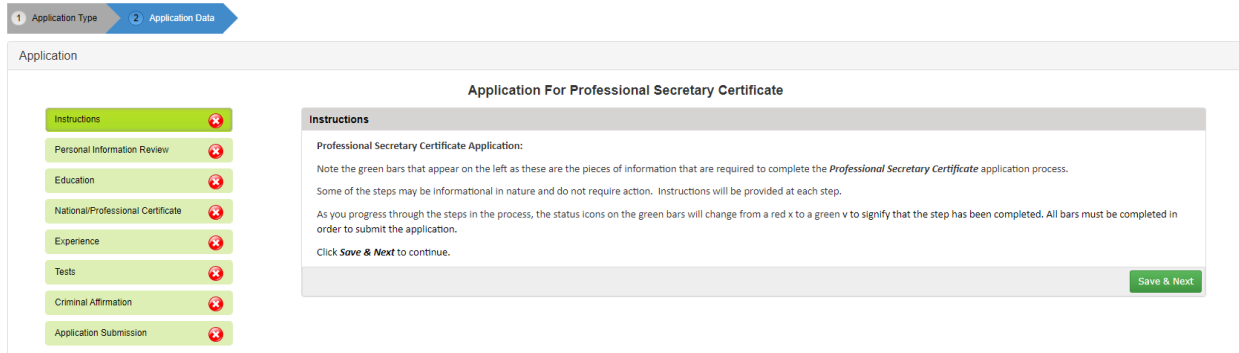 1 Application Type 2 Application Data
Application
Application For Professional Secretary Certificate
Instructions
Personal Information Review
Education
National/Professional Certificate
Experience
Tests
Criminal Affirmation
Application Submission
Instructions
Professional Secretary Certificate Application:
Note the green bars that appear on the left as these are the pieces of information that are required to complete the Professional Secretary Certificate application process.
Some of the steps may be informational in nature and do not require action. Instructions will be provided at each step.
As you progress through the steps in the process, the status icons on the green bars will change from a red x to a green v to signify that the step has been completed. All bars must be completed in
order to submit the application.
Click Save & Next to continue.
Save & Next